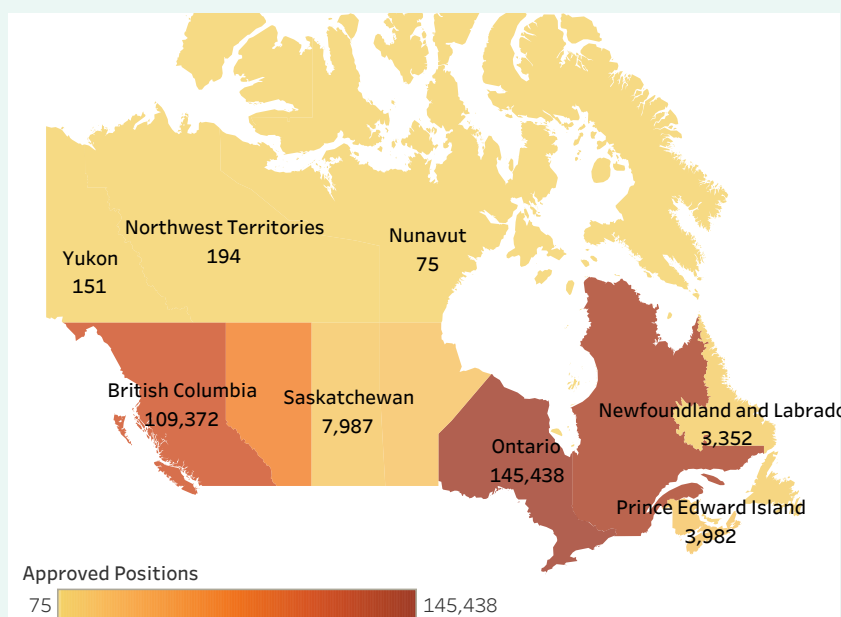 Northwest Territories
194
Nunavut
75
Yukon
151
British Columbia
109,372
Saskatchewan
7,987
Newfoundland and Labrado
3,352
Ontario
145,438
Prince Edward Island
3,982
Approved Positions
75
145,438